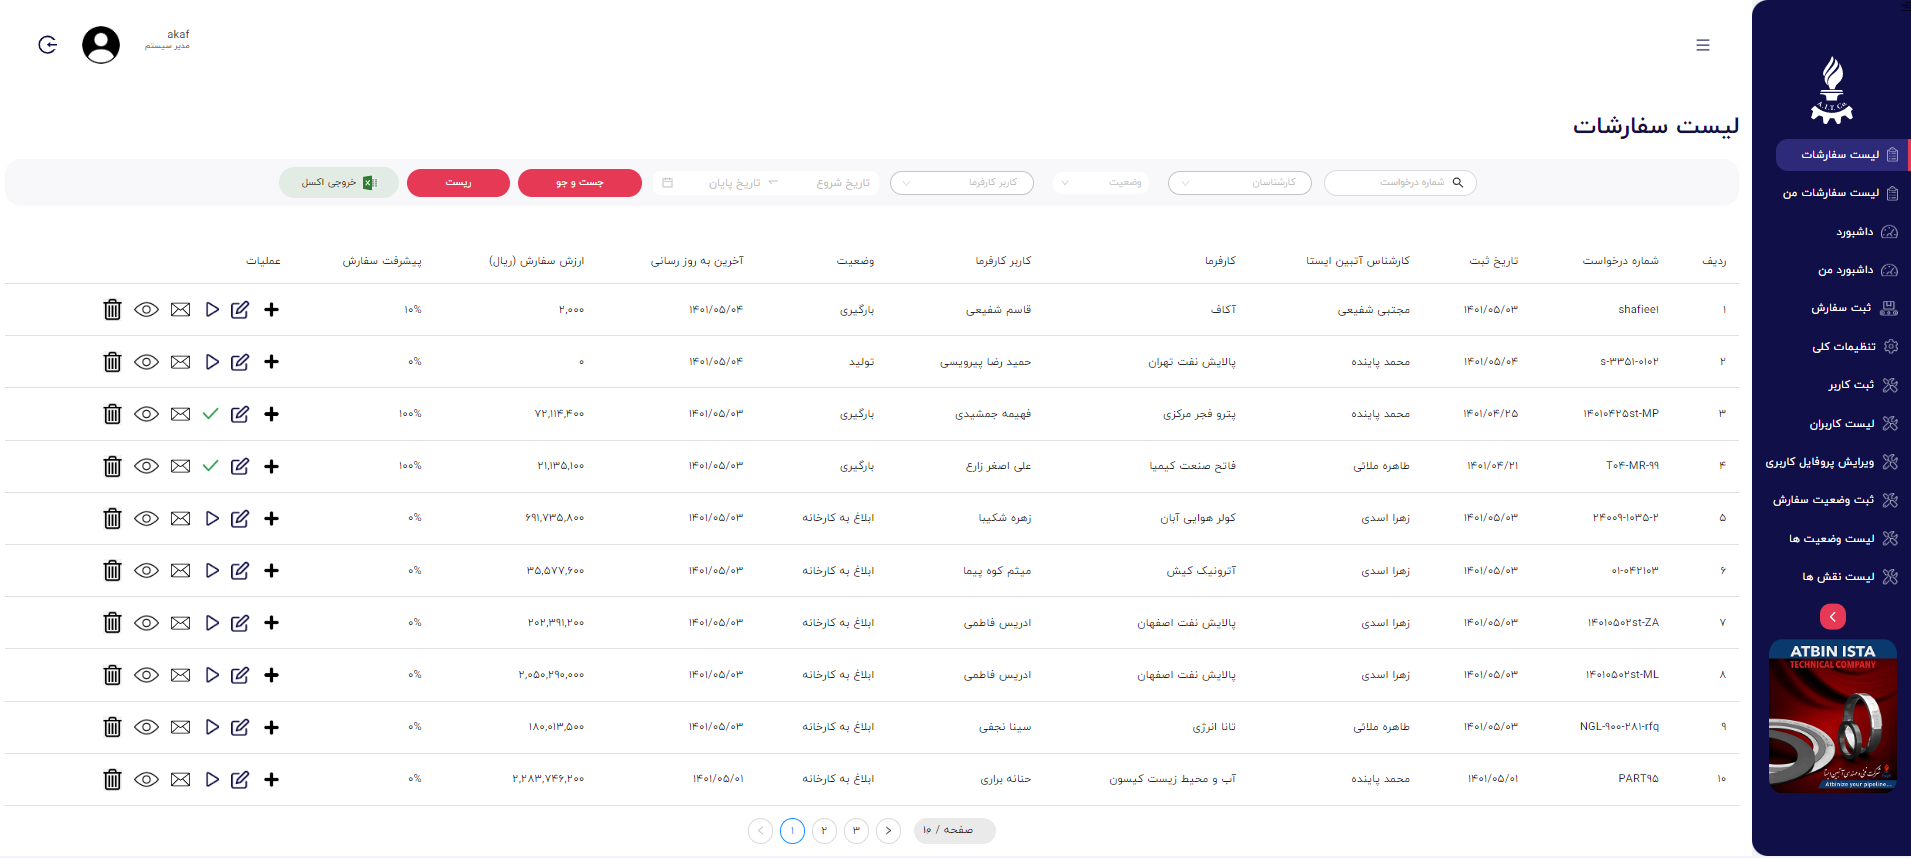 akaf
مدیر سیستم
A.I.T. Co
لیست سفارشات
لیست سفارشات من
داشبورد
داشبورد من
ثبت سفارش
تنظیمات کلی
ثبت کاربر
لیست کاربران
ویرایش پروفایل کاربری
ثبت وضعیت سفارش
لیست وضعیت ها
لیست نقش ها
ATBIN ISTA
TECHNICAL COMPANY
شرکت فنی و مهندسی آتبین ایستا
Atbinize your pipeline...
لیست سفارشات
شماره درخواست کارشناسان وضعیت کاربر کارفرما تاریخ شروع تاریخ پایان جست و جو ریست خروجی اکسل
ردیف شماره درخواست تاریخ ثبت کارشناس آتبین ایستا کارفرما کاربر کارفرما وضعیت آخرین به روز رسانی ارزش سفارش (ریال) پیشرفت سفارش عملیات
۱ shafiee۱ ۱۴۰۱/۰۵/۰۳ مجتبی شفیعی آکاف قاسم شفیعی بارگیری ۱۴۰۱/۰۵/۰۴ ۲,۰۰۰ ۱۰%
۲ s-۳۳۵۱-۰۱۰۲ ۱۴۰۱/۰۵/۰۴ محمد پاینده پالایش نفت تهران حمید رضا پیرویسی تولید ۱۴۰۱/۰۵/۰۴ ۰ ۰%
۳ ۱۴۰۱۰۴۲۵st-MP ۱۴۰۱/۰۴/۲۵ محمد پاینده پترو فجر مرکزی فهیمه جمشیدی بارگیری ۱۴۰۱/۰۵/۰۳ ۷۲,۱۱۴,۴۰۰ ۱۰۰%
۴ T۰۴-MR-۹۹ ۱۴۰۱/۰۴/۲۱ طاهره ملائی فاتح صنعت کیمیا علی اصغر زارع بارگیری ۱۴۰۱/۰۵/۰۳ ۲۱,۱۳۵,۱۰۰ ۱۰۰%
۵ ۲۴۰۰۹-۱۰۳۵-۲ ۱۴۰۱/۰۵/۰۳ زهرا اسدی کولر هوایی آبان زهره شکیبا ابلاغ به کارخانه ۱۴۰۱/۰۵/۰۳ ۶۹۱,۷۳۵,۸۰۰ ۰%
۶ ۰۱-۰۴۲۱۰۳ ۱۴۰۱/۰۵/۰۳ زهرا اسدی آترونیک کیش میثم کوه پیما ابلاغ به کارخانه ۱۴۰۱/۰۵/۰۳ ۳۵,۵۷۷,۶۰۰ ۰%
۷ ۱۴۰۱۰۵۰۲st-ZA ۱۴۰۱/۰۵/۰۳ زهرا اسدی پالایش نفت اصفهان ادریس فاطمی ابلاغ به کارخانه ۱۴۰۱/۰۵/۰۳ ۲۰۲,۳۹۱,۲۰۰ ۰%
۸ ۱۴۰۱۰۵۰۲st-ML ۱۴۰۱/۰۵/۰۳ زهرا اسدی پالایش نفت اصفهان ادریس فاطمی ابلاغ به کارخانه ۱۴۰۱/۰۵/۰۳ ۲,۰۵۰,۲۹۰,۰۰۰ ۰%
۹ NGL-۹۰۰-۲۸۱-rfq ۱۴۰۱/۰۵/۰۳ طاهره ملائی تانا انرژی سینا نجفی ابلاغ به کارخانه ۱۴۰۱/۰۵/۰۳ ۱۸۰,۰۱۳,۵۰۰ ۰%
۱۰ PART۹۵ ۱۴۰۱/۰۵/۰۱ محمد پاینده آب و محیط زیست کیسون حنانه براری ابلاغ به کارخانه ۱۴۰۱/۰۵/۰۱ ۲,۲۸۳,۷۴۶,۲۰۰ ۰%
۱ ۲ ۳ ۱۰ / صفحه